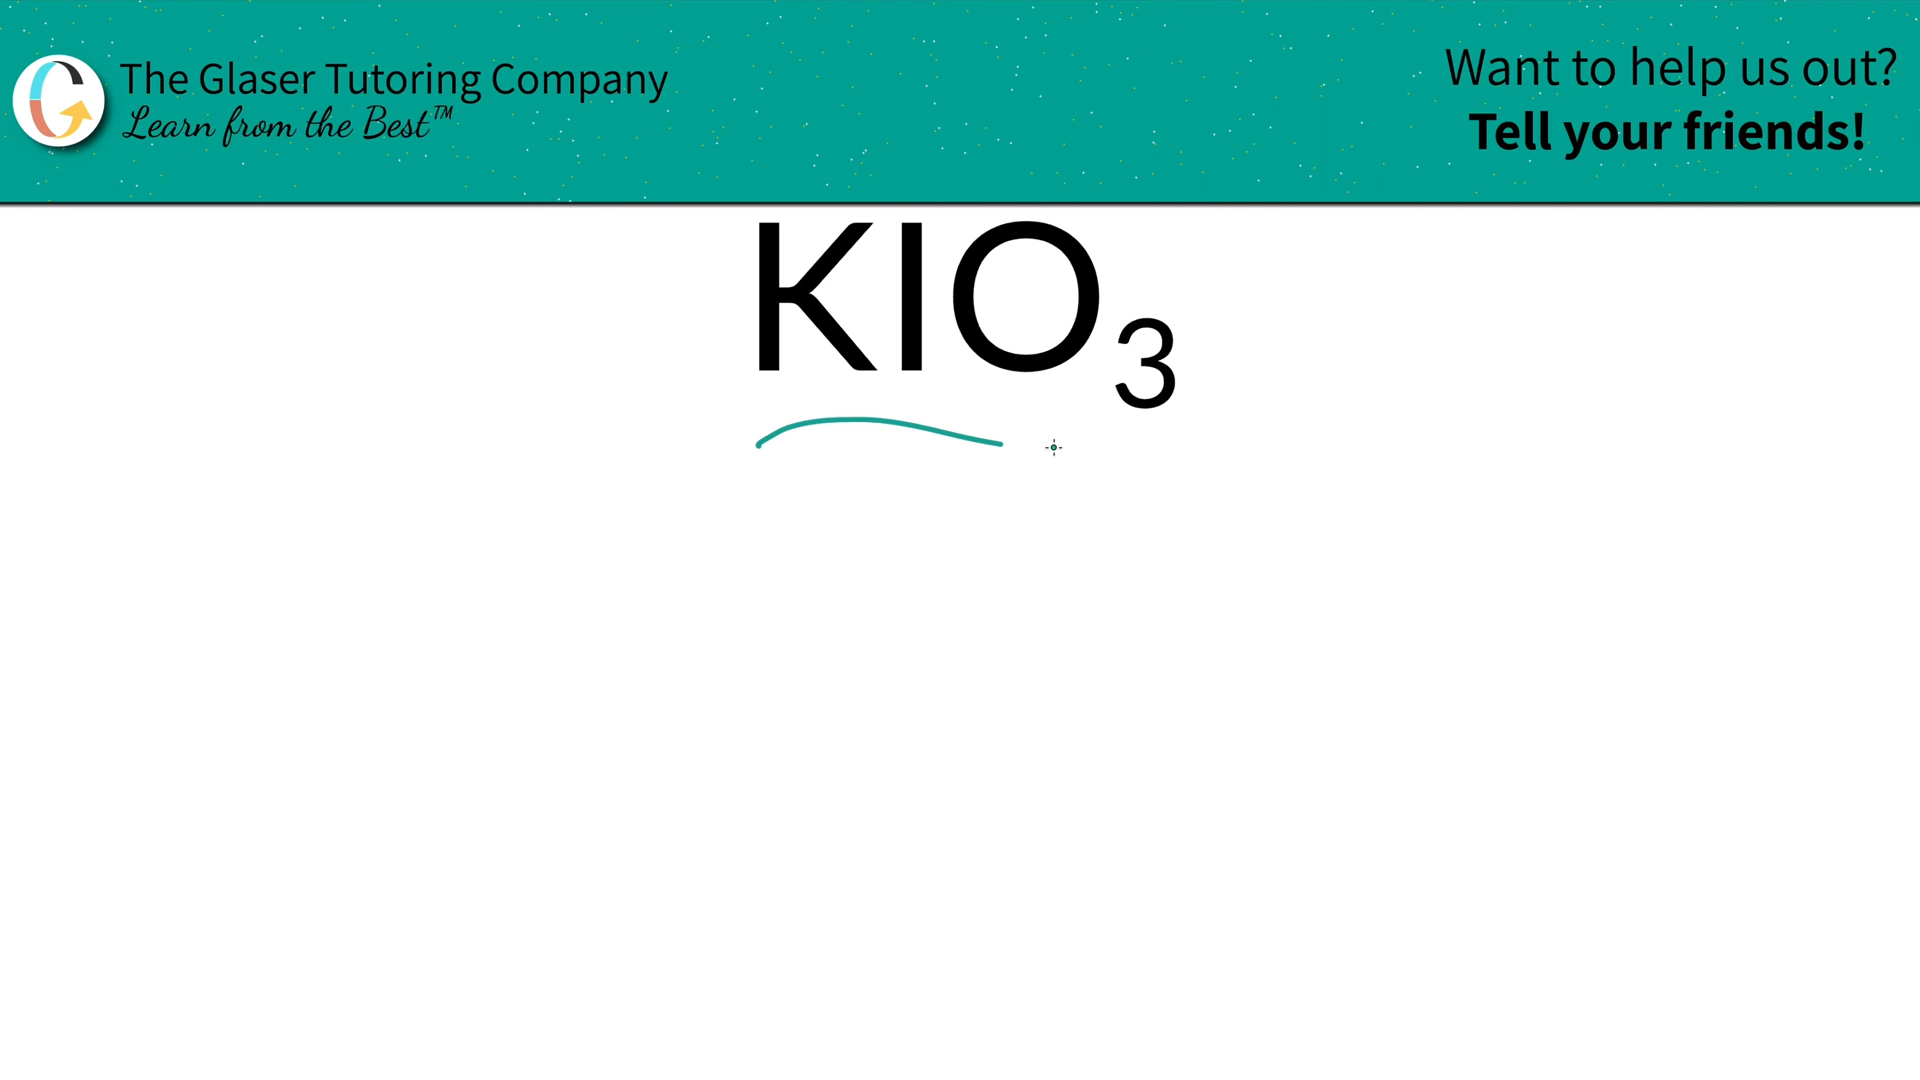 The Glaser Tutoring Company
Learn from the Best™
Want to help us out?
Tell your friends!
KIO₃